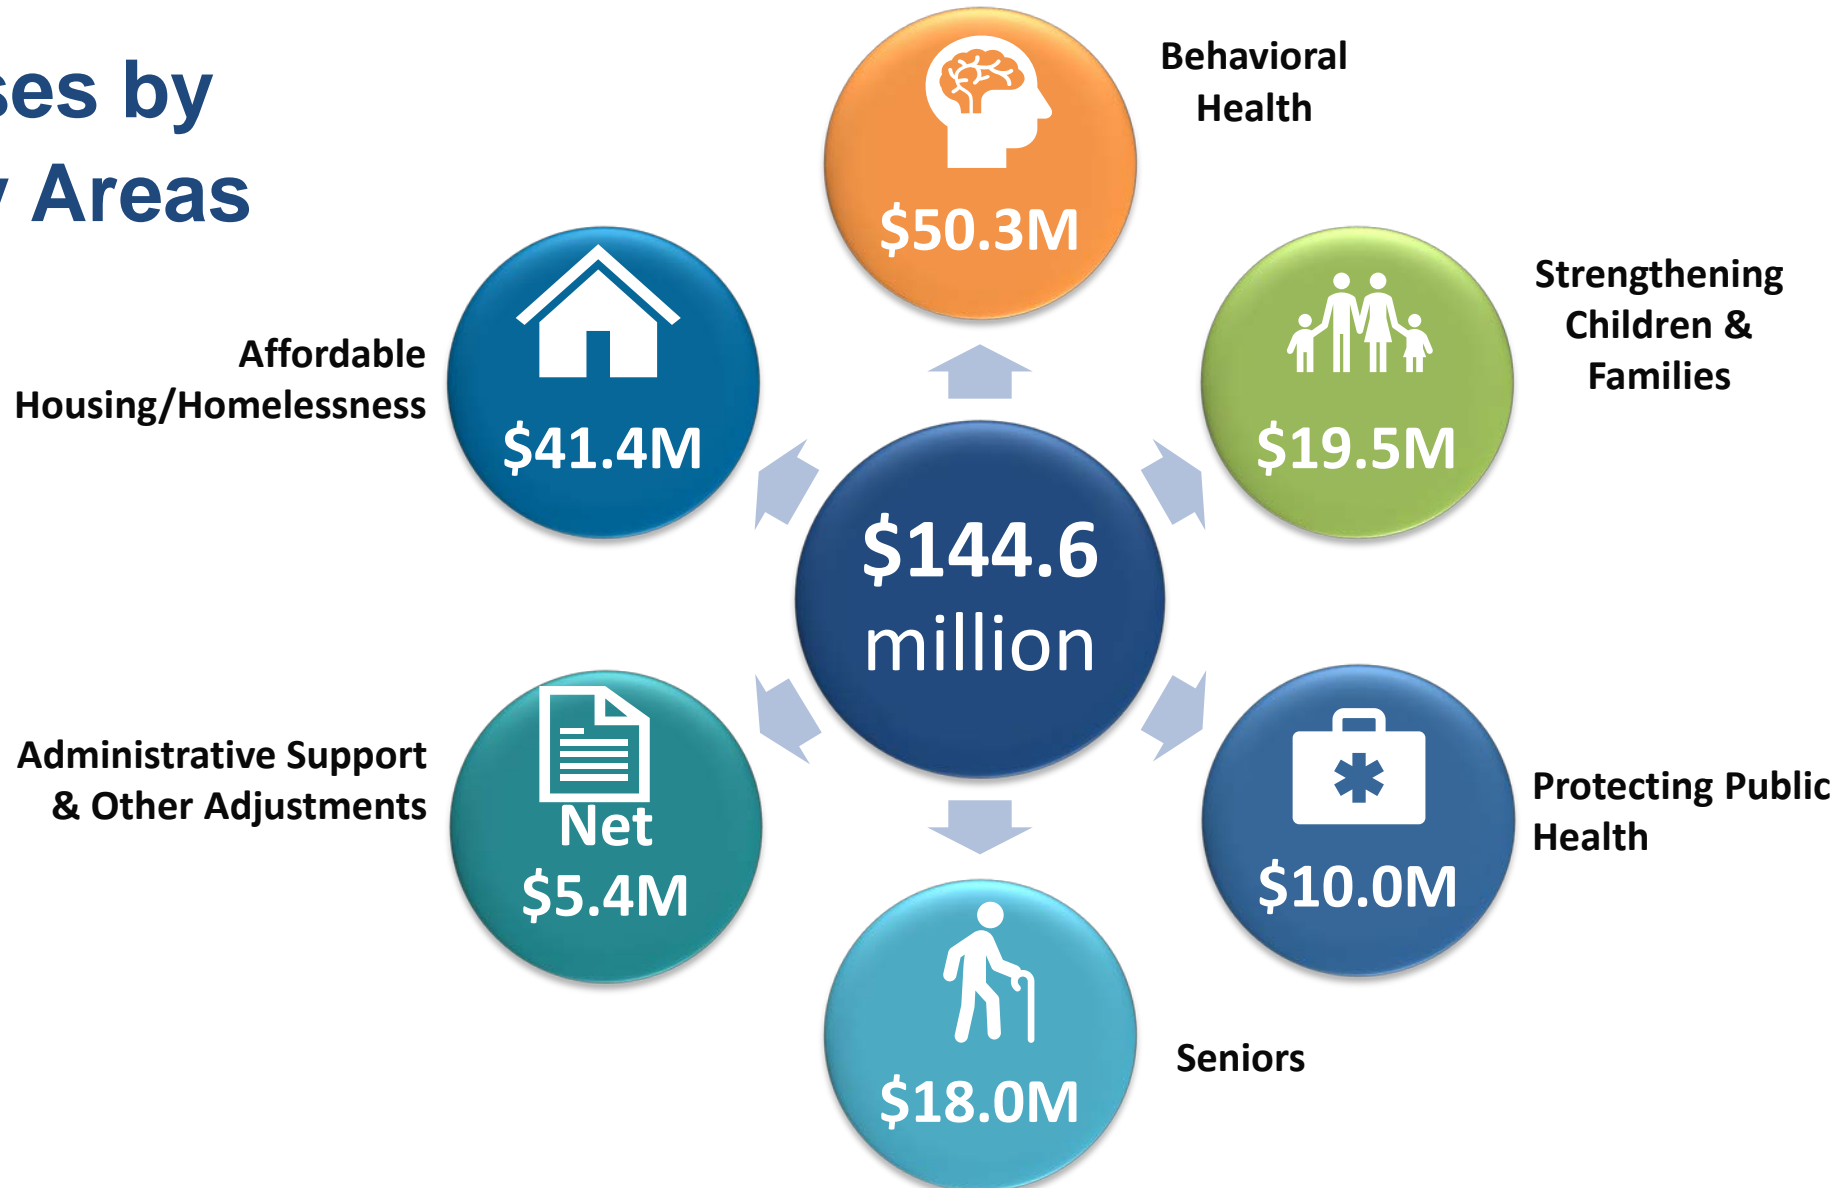 ses by
y Areas
Behavioral
Health
$50.3M
Strengthening
Children &
Families
$19.5M
Affordable
Housing/Homelessness
$41.4M
$144.6
million
Administrative Support
& Other Adjustments
Net
$5.4M
Protecting Public
Health
$10.0M
Seniors
$18.0M